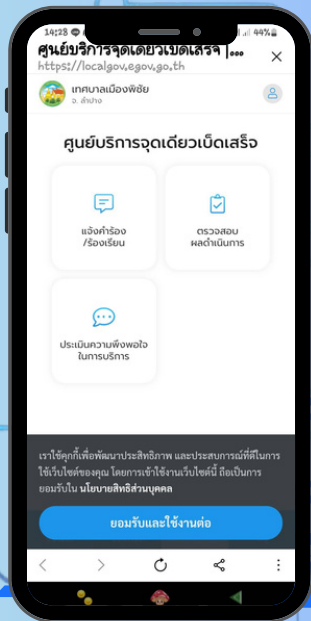 14:28
44%
ศูนย์บริการจุดเดียวเบ็ดเสร็จ |...
https://localgov.egov.go.th
เทศบาลเมืองพิชัย
จ. ลำปาง
ศูนย์บริการจุดเดียวเบ็ดเสร็จ
แจ้งคำร้อง
/ร้องเรียน
ตรวจสอบ
ผลดำเนินการ
ประเมินความพึงพอใจ
ในการบริการ
เราใช้คุกกี้เพื่อพัฒนาประสิทธิภาพ และประสบการณ์ที่ดีในการ
ใช้เว็บไซต์ของคุณ โดยการเข้าใช้งานเว็บไซต์นี้ ถือเป็นการ
ยอมรับใน นโยบายสิทธิส่วนบุคคล
ยอมรับและใช้งานต่อ